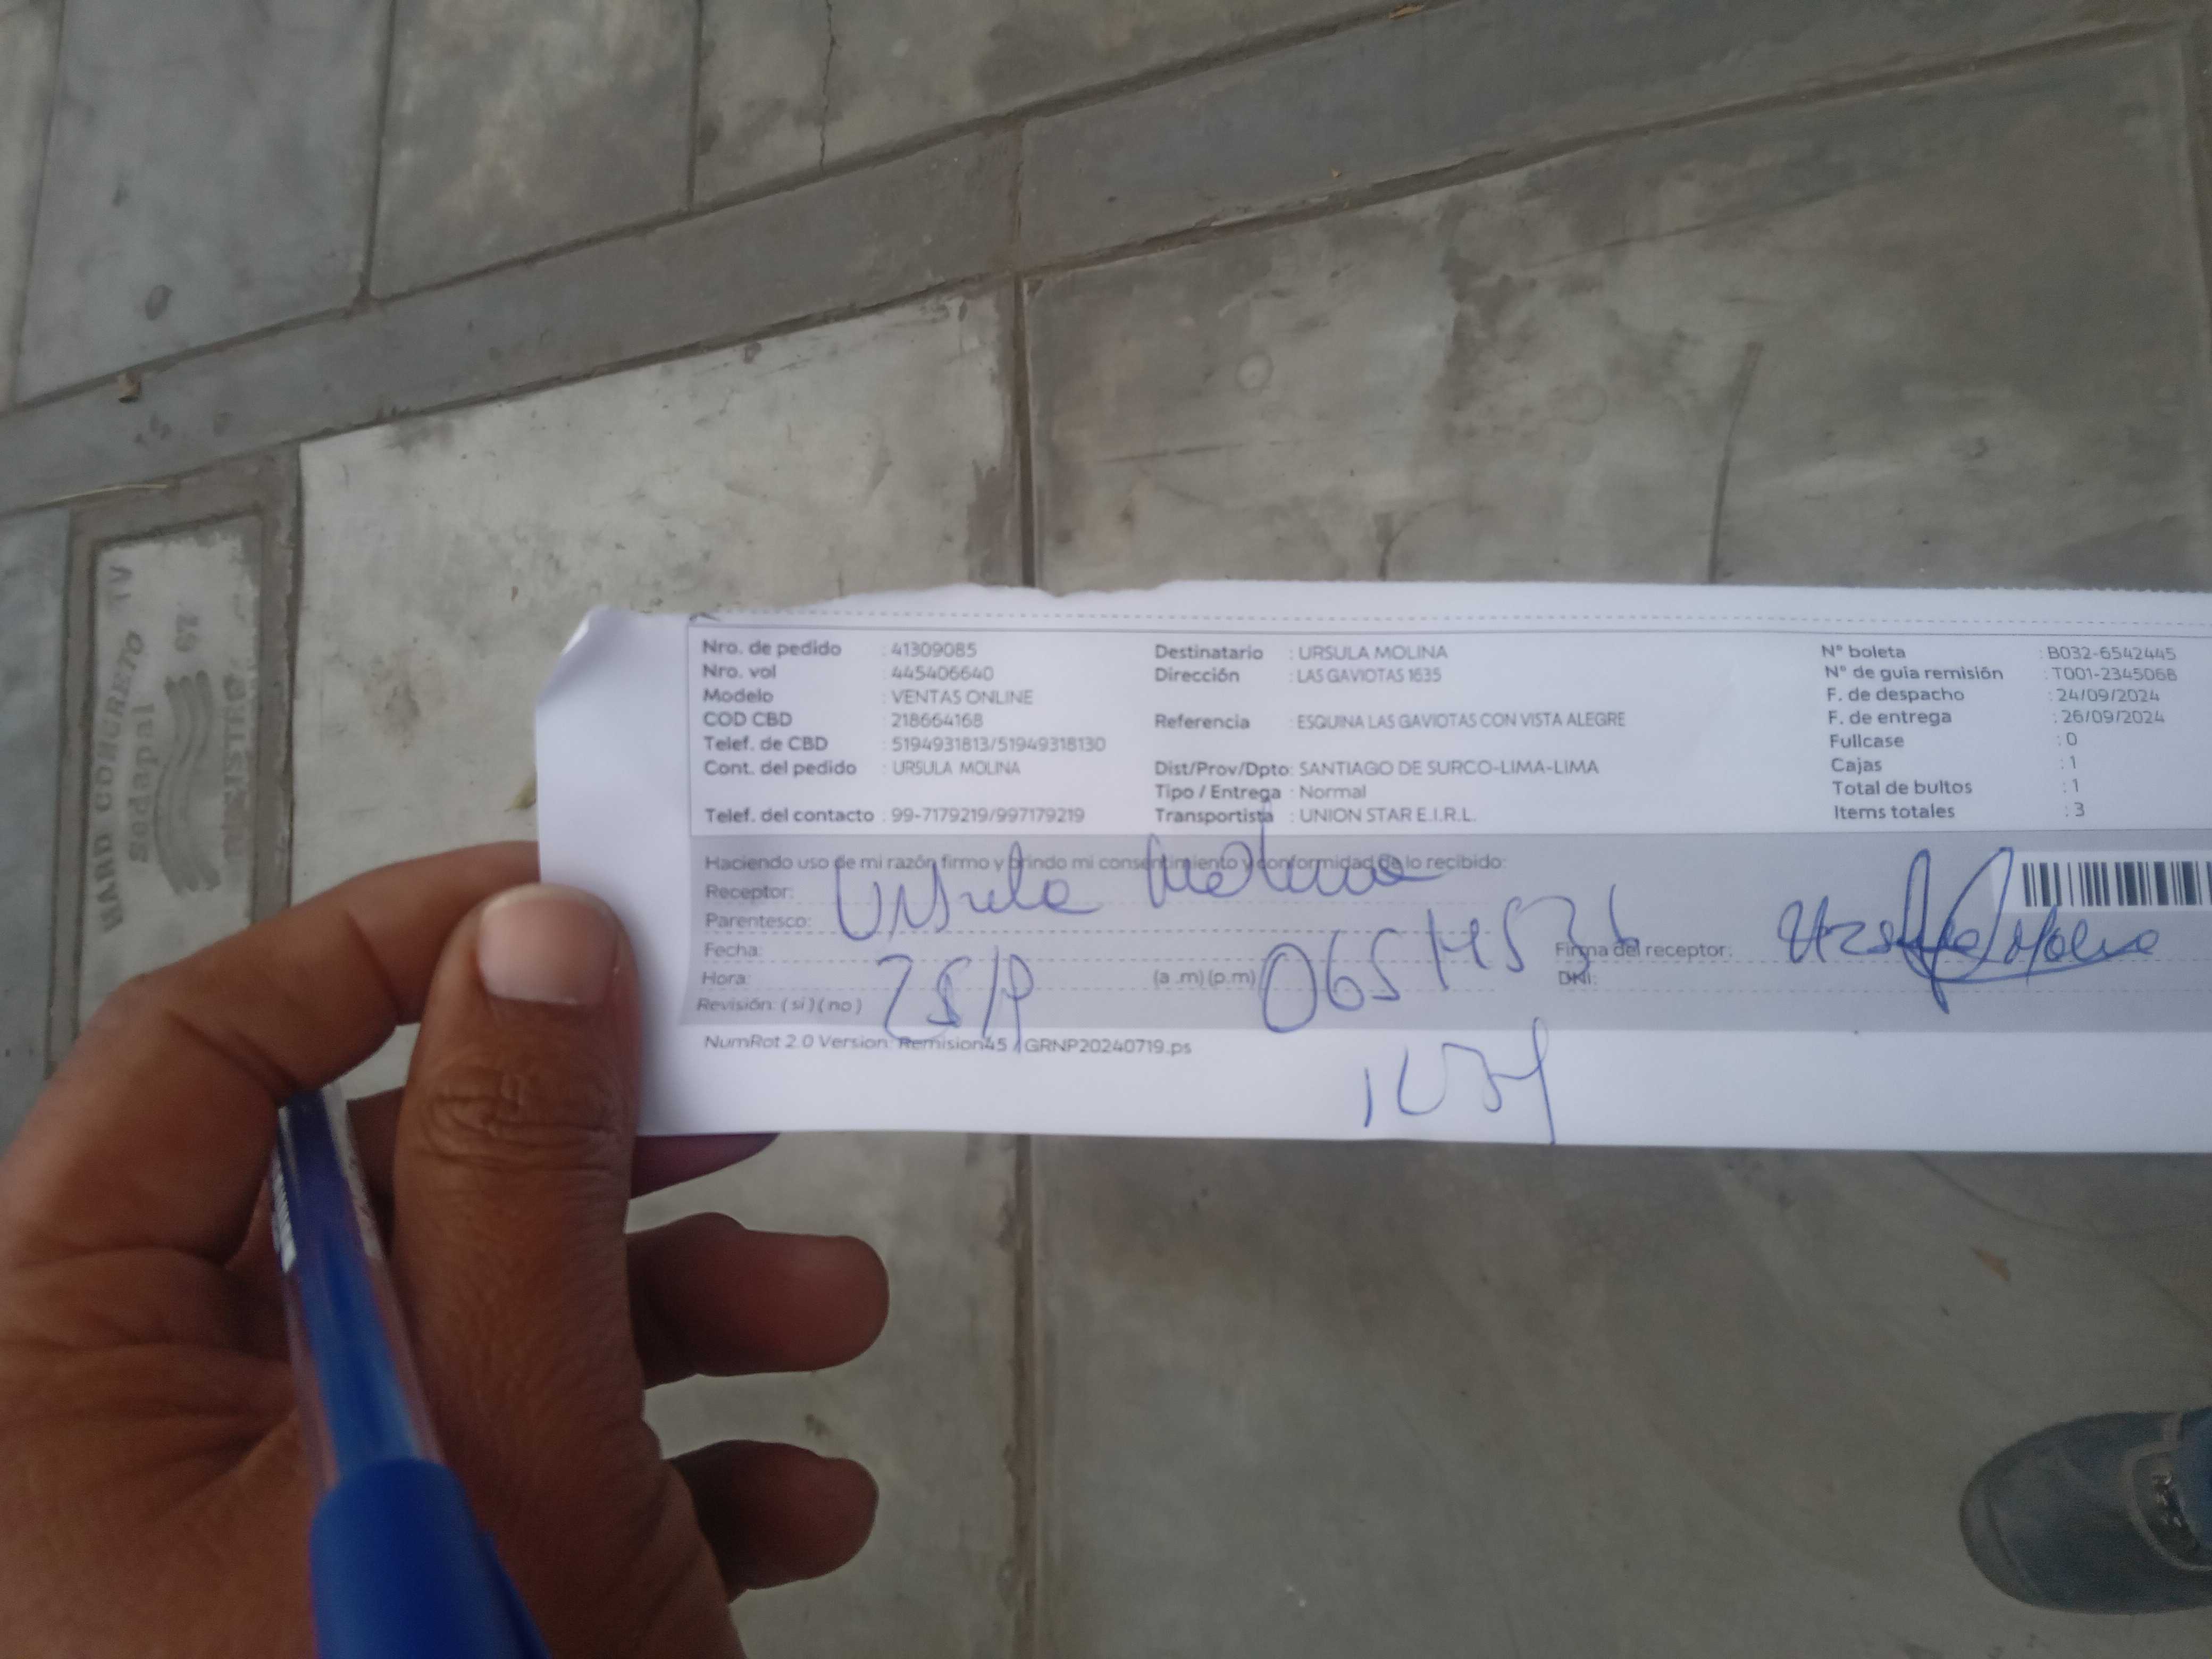 Nro. de pedido : 41309085
Nro. vol : 445406640
Modelo : VENTAS ONLINE
COD CBD : 218664168
Telef. de CBD : 5194931813/51949318130
Cont. del pedido : URSULA MOLINA
Telef. del contacto : 99-7179219/997179219
Destinatario : URSULA MOLINA
Dirección : LAS GAVIOTAS 1635
Referencia : ESQUINA LAS GAVIOTAS CON VISTA ALEGRE
Dist/Prov/Dpto: SANTIAGO DE SURCO-LIMA-LIMA
Tipo / Entrega : Normal
Transportista : UNION STAR E.I.R.L.
N° boleta : B032-6542445
N° de guia remisión : T001-2345068
F. de despacho : 24/09/2024
F. de entrega : 26/09/2024
Fullcase : 0
Cajas : 1
Total de bultos : 1
Items totales : 3
Haciendo uso de mi razón firmo y brindo mi consentimiento y conformidad de lo recibido:
Receptor: Ursula Molina
Parentesco:
Fecha:
Firma del receptor:
Hora: (a .m) (p.m)
DNI:
Revisión: ( si ) ( no )
NumRot 2.0 Version: Remision45 / GRNP20240719.ps
HARD CONCRETO TV
Sedapal